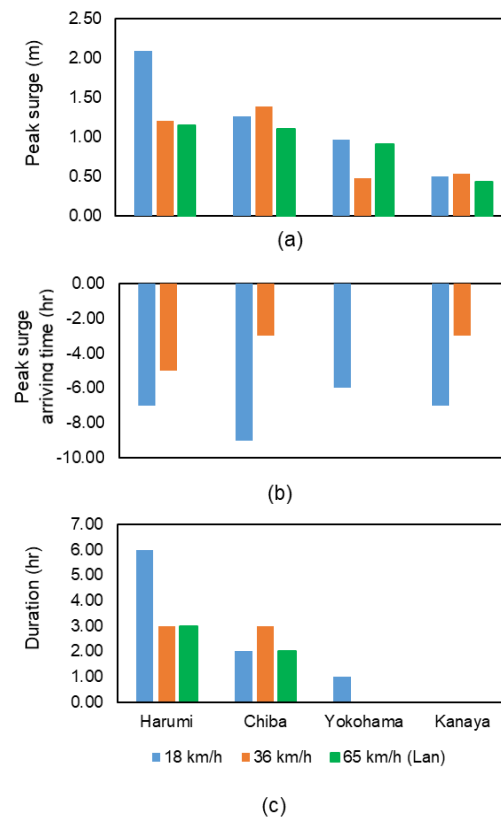 Peak surge (m)
2.50
2.00
1.50
1.00
0.50
0.00
(a)
Peak surge
arriving time (hr)
0.00
-2.00
-4.00
-6.00
-8.00
-10.00
(b)
Duration (hr)
7.00
6.00
5.00
4.00
3.00
2.00
1.00
0.00
Harumi Chiba Yokohama Kanaya
18 km/h 36 km/h 65 km/h (Lan)
(c)